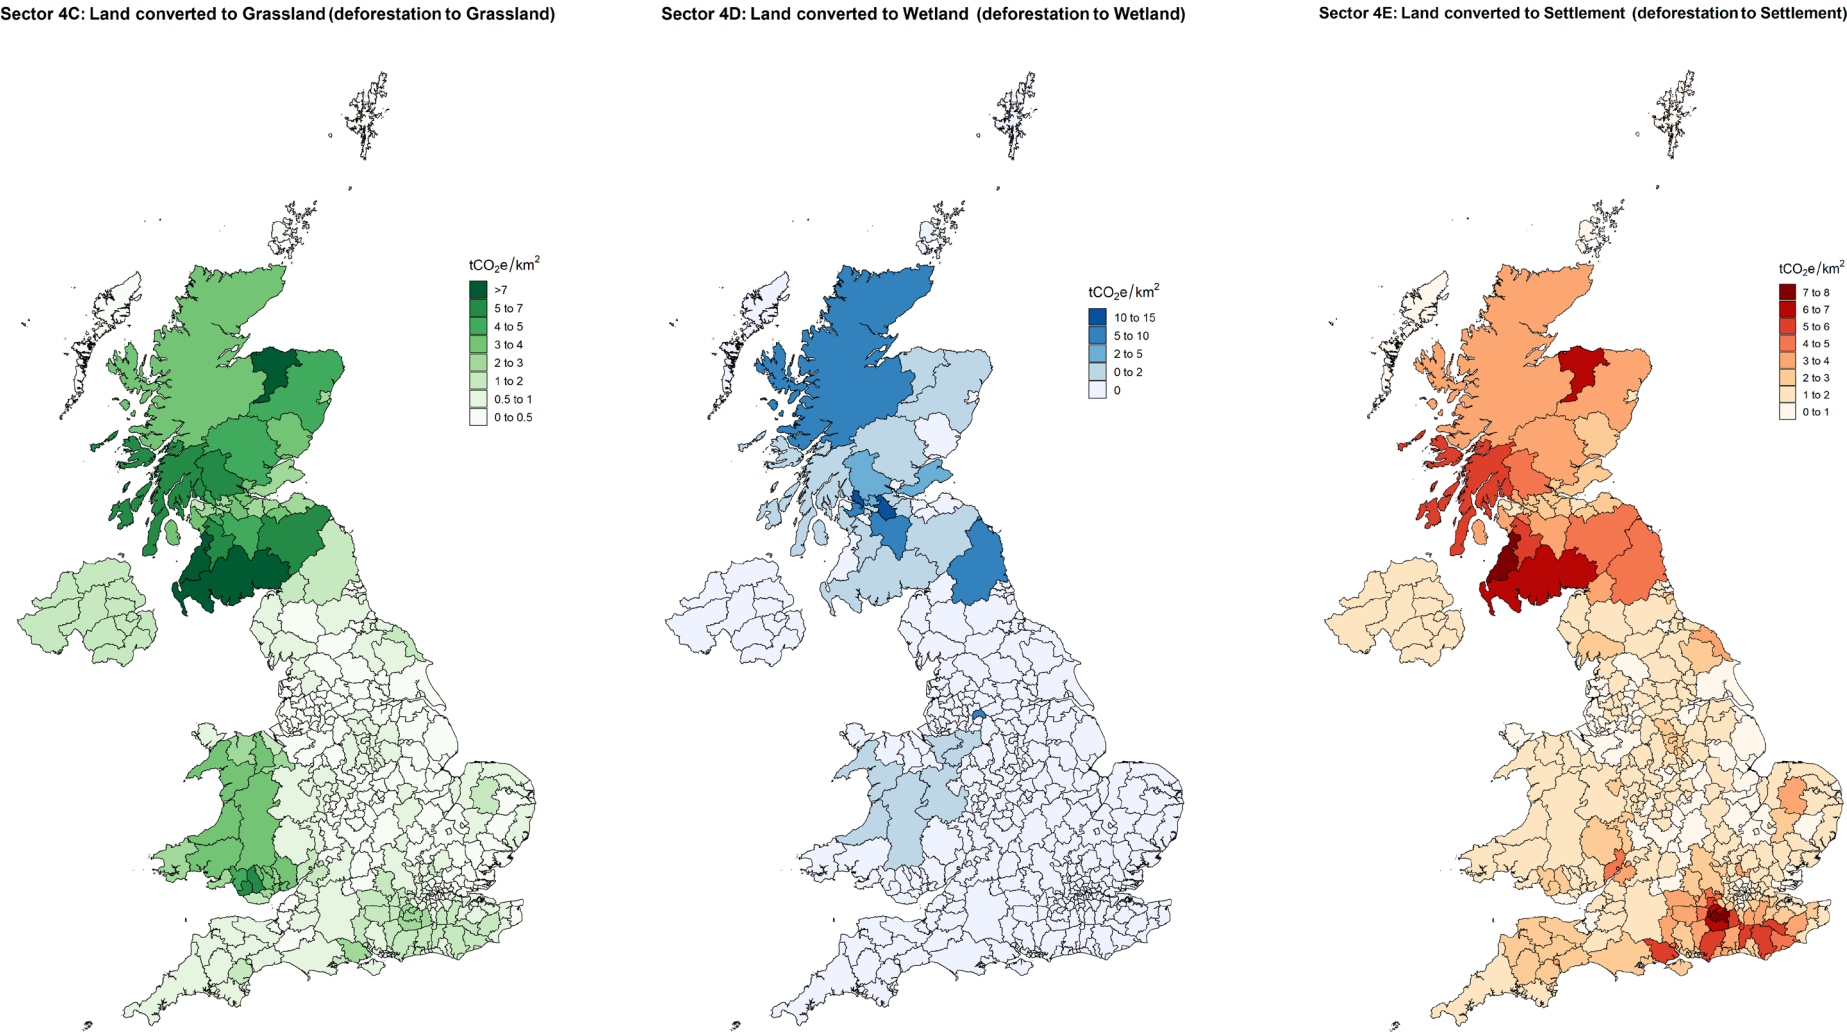 Sector 4C: Land converted to Grassland (deforestation to Grassland)
Sector 4D: Land converted to Wetland (deforestation to Wetland)
Sector 4E: Land converted to Settlement (deforestation to Settlement)
tCO₂e/km²
>7
5 to 7
4 to 5
3 to 4
2 to 3
1 to 2
0.5 to 1
0 to 0.5
tCO₂e/km²
10 to 15
5 to 10
2 to 5
0 to 2
0
tCO₂e/km²
7 to 8
6 to 7
5 to 6
4 to 5
3 to 4
2 to 3
1 to 2
0 to 1